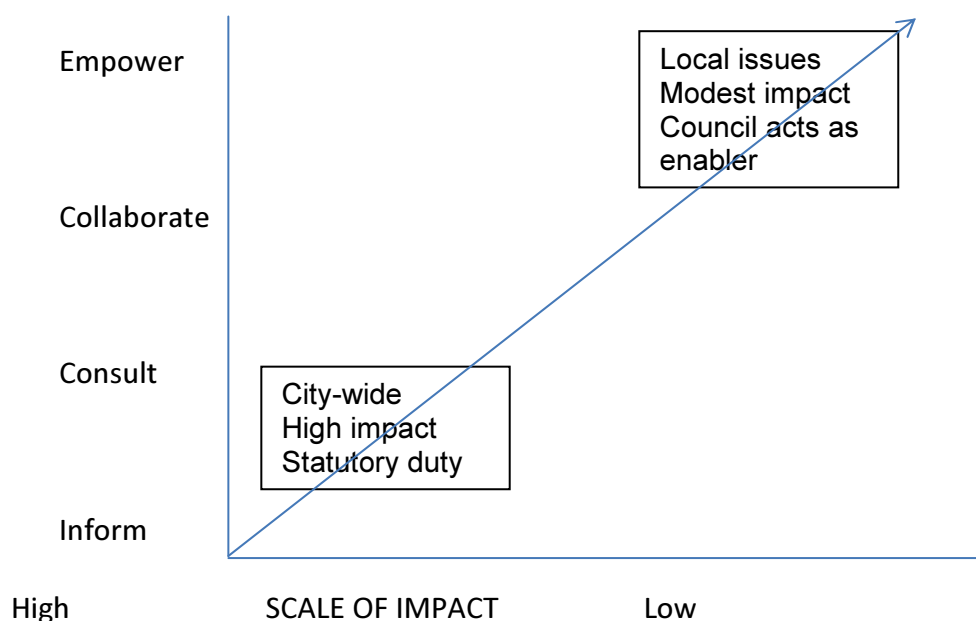 Empower
Local issues
Modest impact
Council acts as
enabler
Collaborate
Consult
City-wide
High impact
Statutory duty
Inform
High SCALE OF IMPACT Low